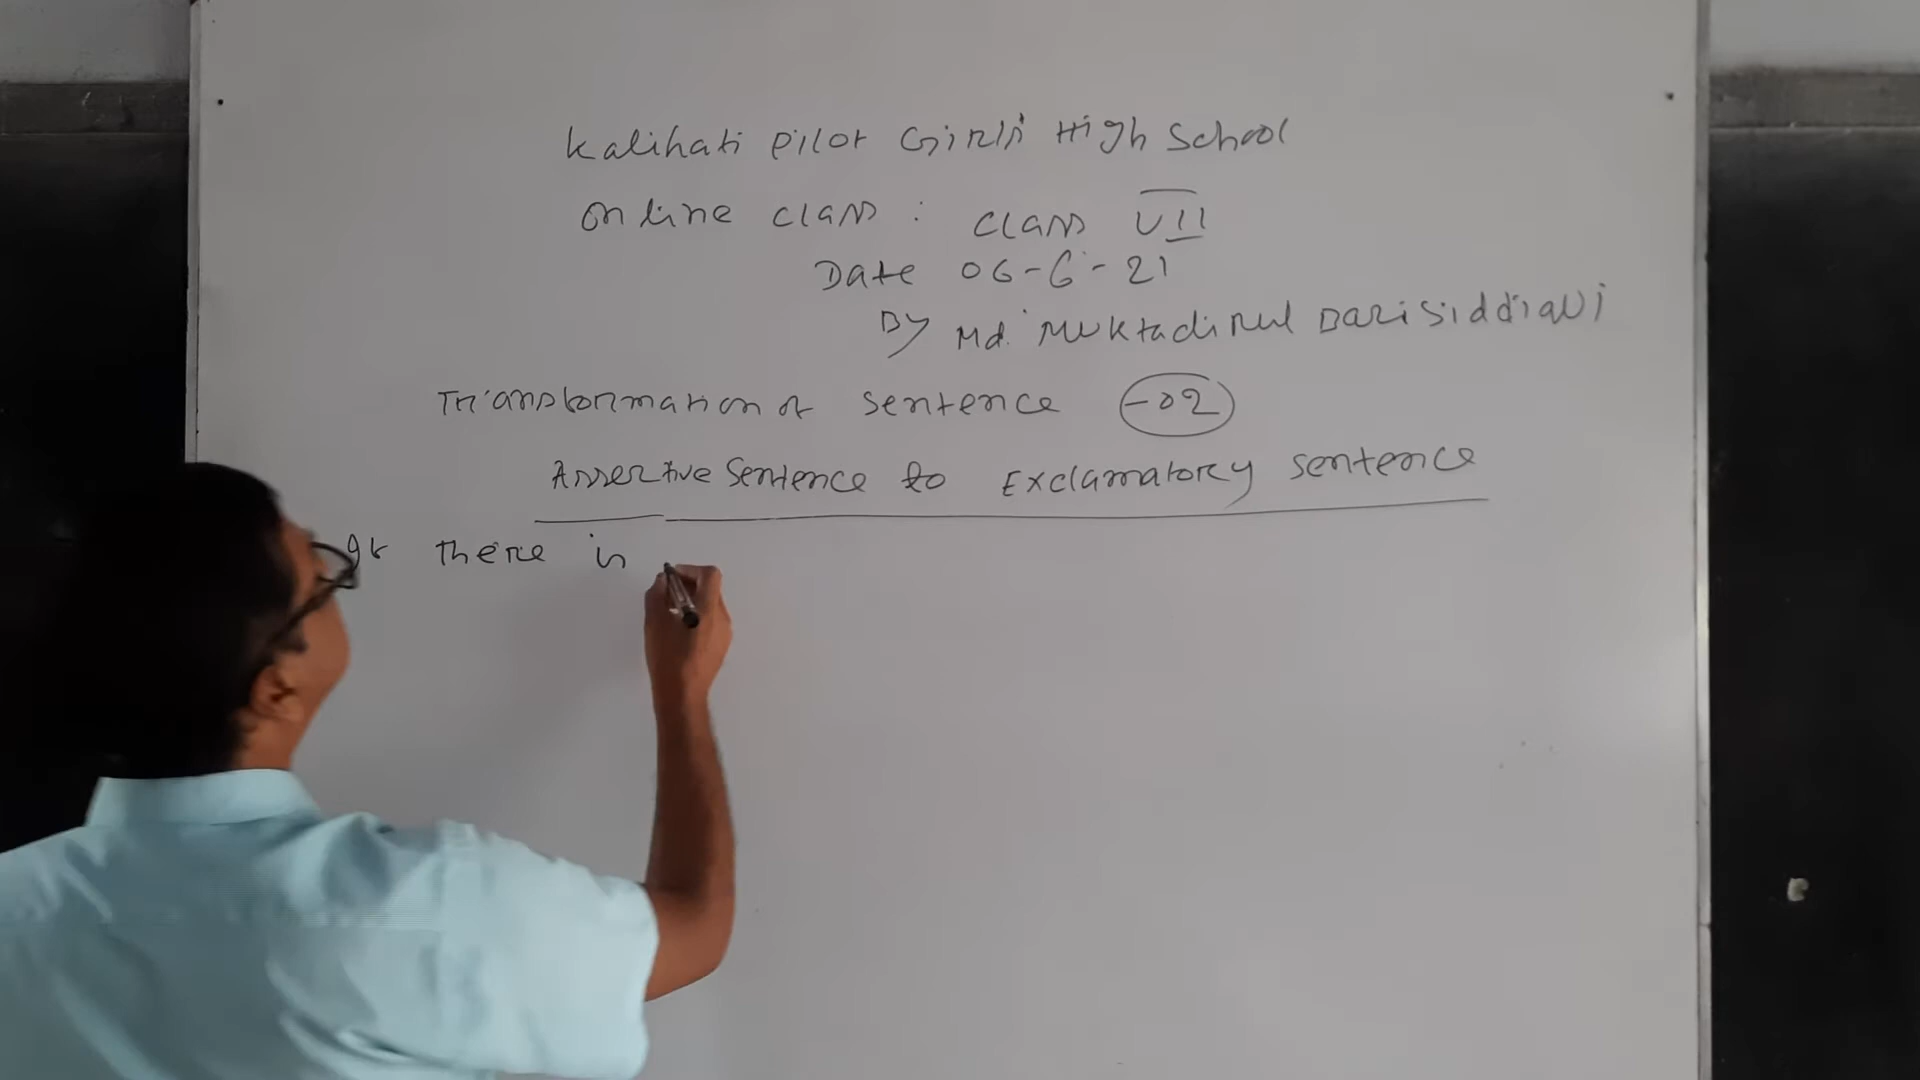 Kalihati Pilot Girls' High School
Online class : Class VII
Date 06-6-21
By Md. Muktadirul Bari Siddiqui
Transformation of Sentence -02
Assertive Sentence to Exclamatory Sentence
If there is